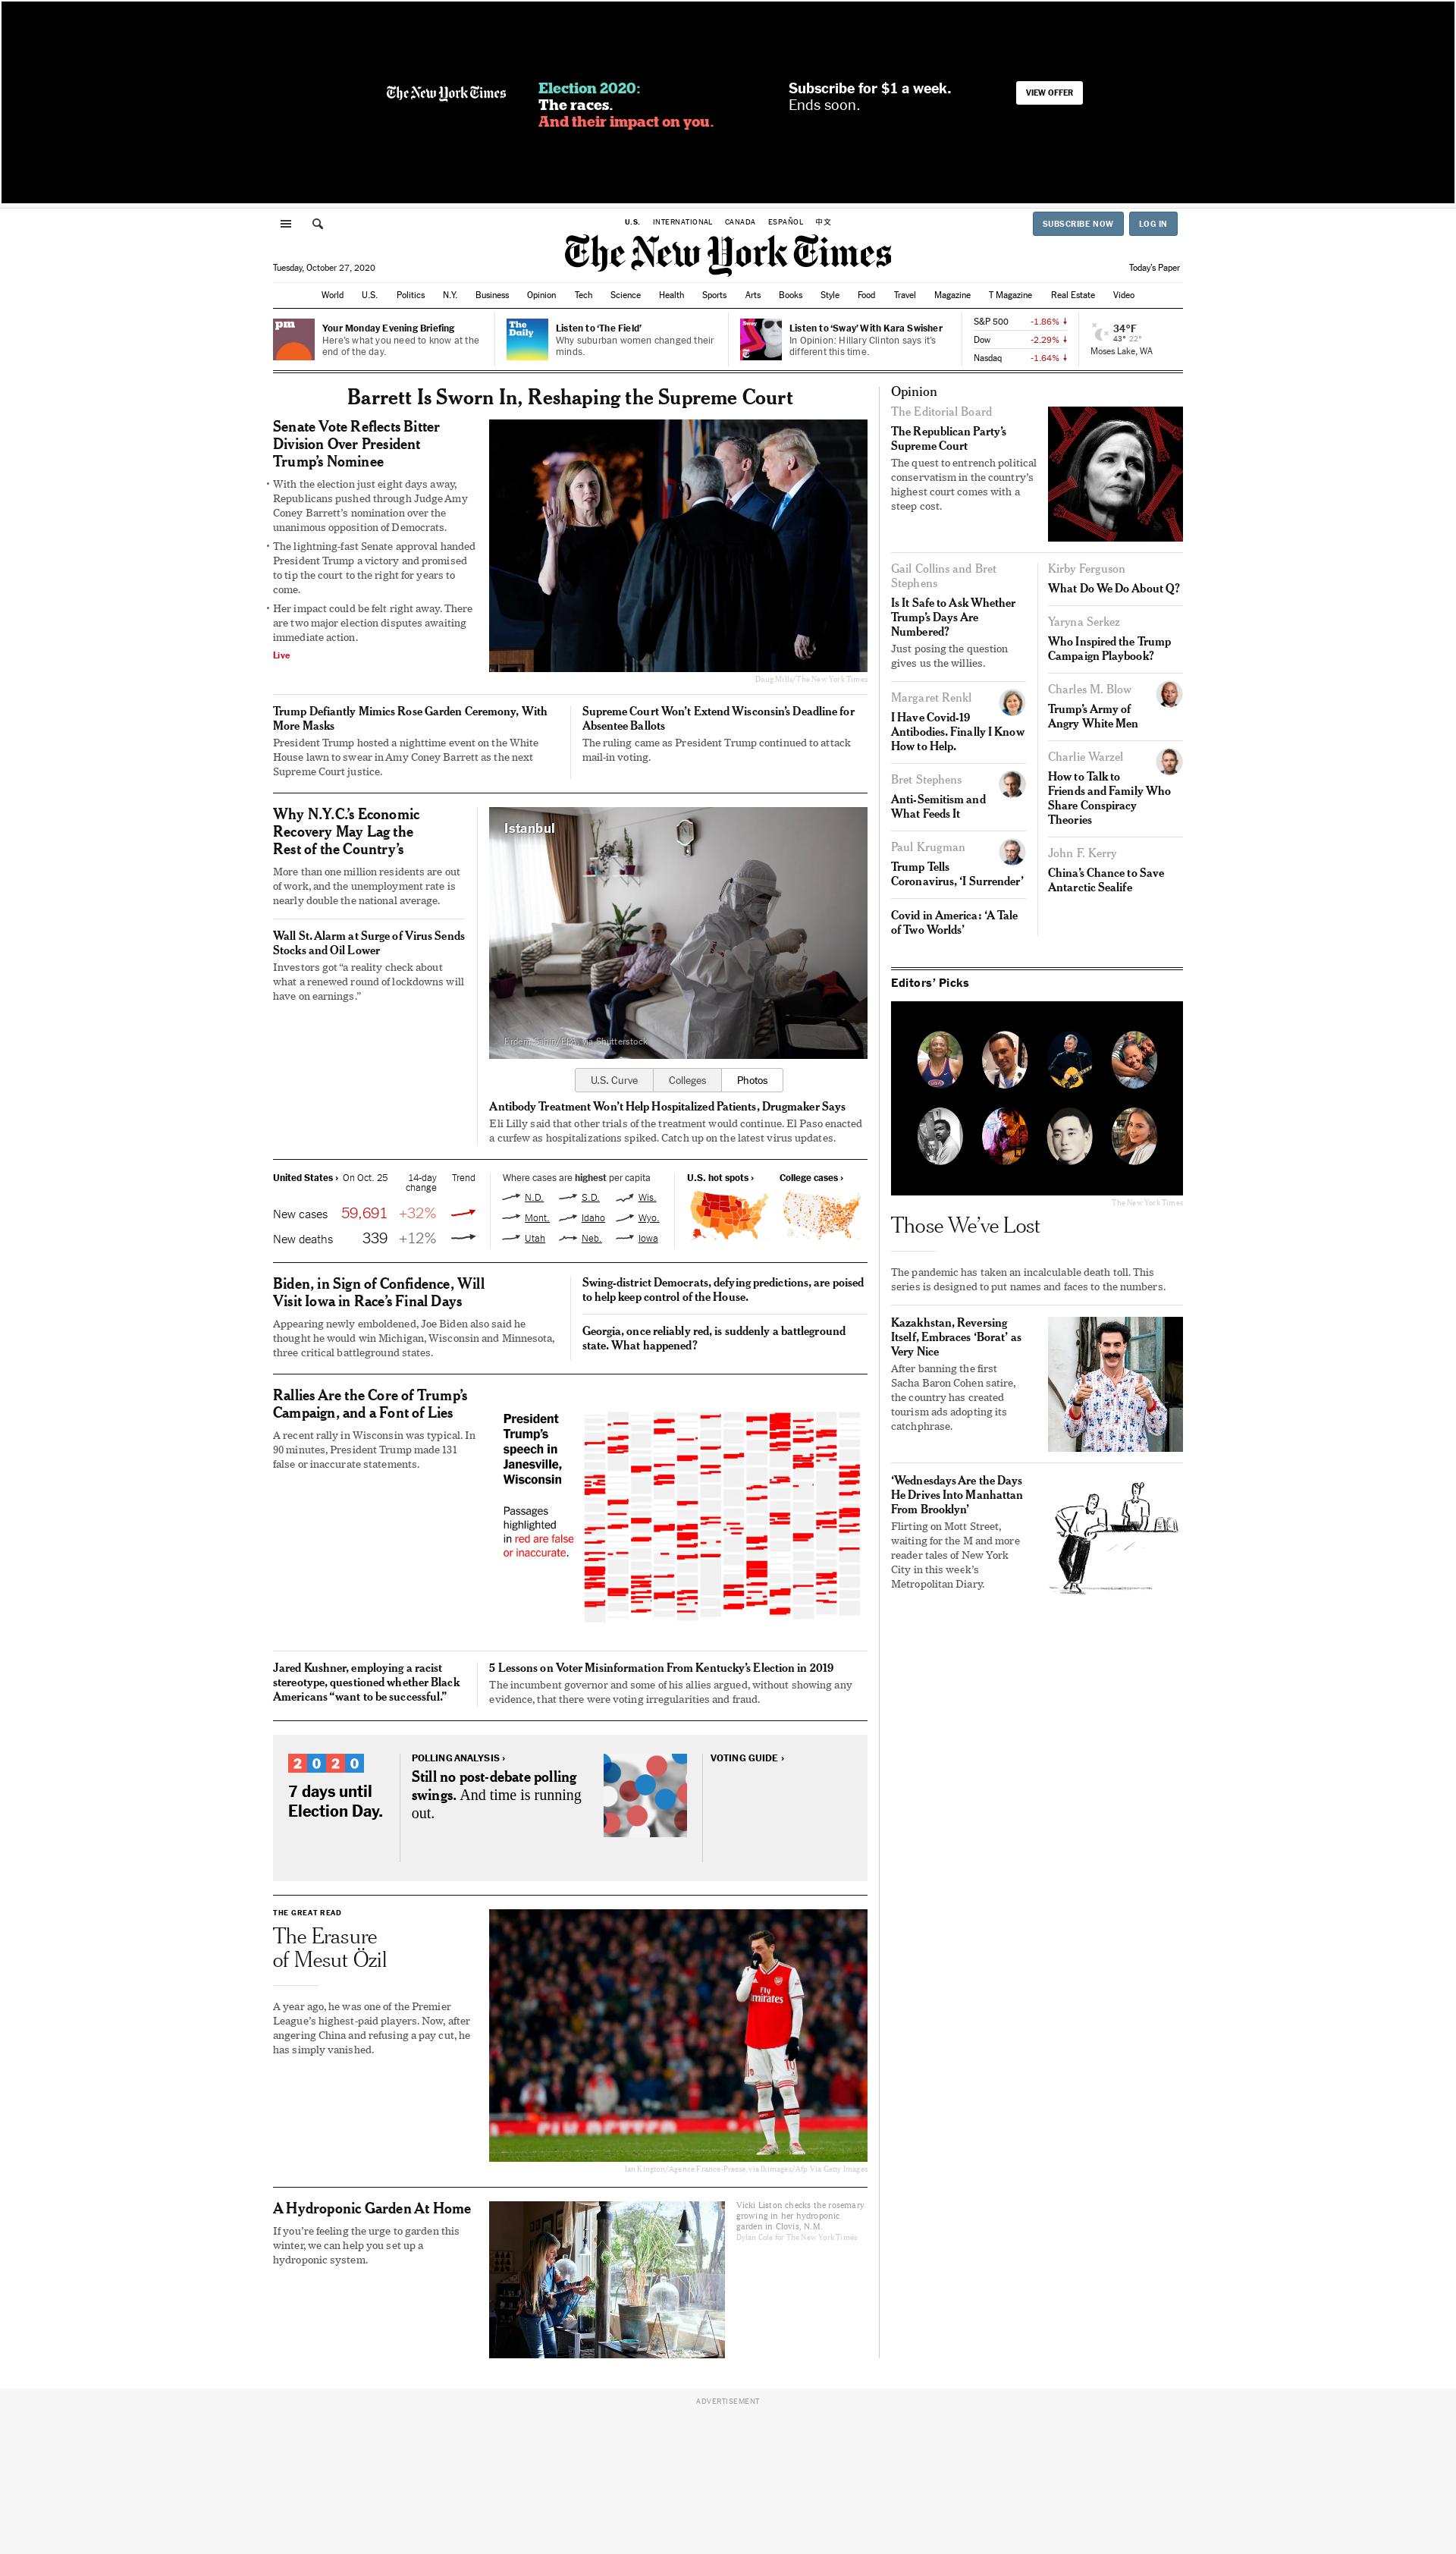 The New York Times
Election 2020:
The races.
And their impact on you.
Subscribe for $1 a week.
Ends soon.
VIEW OFFER
U.S. INTERNATIONAL CANADA ESPAÑOL 中文
SUBSCRIBE NOW
LOG IN
The New York Times
Tuesday, October 27, 2020
Today's Paper
World U.S. Politics N.Y. Business Opinion Tech Science Health Sports Arts Books Style Food Travel Magazine T Magazine Real Estate Video
pm
Your Monday Evening Briefing
Here's what you need to know at the
end of the day.
The
Daily
Listen to 'The Field'
Why suburban women changed their
minds.
Sway
Listen to 'Sway' With Kara Swisher
In Opinion: Hillary Clinton says it's
different this time.
S&P 500 -1.86% ↓
Dow -2.29% ↓
Nasdaq -1.64% ↓
34°F
43° 22°
Moses Lake, WA
Barrett Is Sworn In, Reshaping the Supreme Court
Senate Vote Reflects Bitter
Division Over President
Trump's Nominee
• With the election just eight days away,
Republicans pushed through Judge Amy
Coney Barrett's nomination over the
unanimous opposition of Democrats.
• The lightning-fast Senate approval handed
President Trump a victory and promised
to tip the court to the right for years to
come.
• Her impact could be felt right away. There
are two major election disputes awaiting
immediate action.
Live
Doug Mills/The New York Times
Trump Defiantly Mimics Rose Garden Ceremony, With
More Masks
President Trump hosted a nighttime event on the White
House lawn to swear in Amy Coney Barrett as the next
Supreme Court justice.
Supreme Court Won't Extend Wisconsin's Deadline for
Absentee Ballots
The ruling came as President Trump continued to attack
mail-in voting.
Why N.Y.C.'s Economic
Recovery May Lag the
Rest of the Country's
More than one million residents are out
of work, and the unemployment rate is
nearly double the national average.
Wall St. Alarm at Surge of Virus Sends
Stocks and Oil Lower
Investors got “a reality check about
what a renewed round of lockdowns will
have on earnings.”
Istanbul
Erdem Sahin/EPA, via Shutterstock
U.S. Curve
Colleges
Photos
Antibody Treatment Won't Help Hospitalized Patients, Drugmaker Says
Eli Lilly said that other trials of the treatment would continue. El Paso enacted
a curfew as hospitalizations spiked. Catch up on the latest virus updates.
United States › On Oct. 25 14-day
change Trend
New cases 59,691 +32%
New deaths 339 +12%
Where cases are highest per capita
N.D. S.D. Wis.
Mont. Idaho Wyo.
Utah Neb. Iowa
U.S. hot spots ›
College cases ›
Biden, in Sign of Confidence, Will
Visit Iowa in Race's Final Days
Appearing newly emboldened, Joe Biden also said he
thought he would win Michigan, Wisconsin and Minnesota,
three critical battleground states.
Swing-district Democrats, defying predictions, are poised
to help keep control of the House.
Georgia, once reliably red, is suddenly a battleground
state. What happened?
Rallies Are the Core of Trump's
Campaign, and a Font of Lies
A recent rally in Wisconsin was typical. In
90 minutes, President Trump made 131
false or inaccurate statements.
President
Trump's
speech in
Janesville,
Wisconsin
Passages
highlighted
in red are false
or inaccurate.
Jared Kushner, employing a racist
stereotype, questioned whether Black
Americans “want to be successful.”
5 Lessons on Voter Misinformation From Kentucky's Election in 2019
The incumbent governor and some of his allies argued, without showing any
evidence, that there were voting irregularities and fraud.
2020
7 days until
Election Day.
POLLING ANALYSIS ›
Still no post-debate polling
swings. And time is running
out.
VOTING GUIDE ›
THE GREAT READ
The Erasure
of Mesut Özil
A year ago, he was one of the Premier
League's highest-paid players. Now, after
angering China and refusing a pay cut, he
has simply vanished.
Fly
Emirates
10
Ian Kington/Agence France-Presse, via Ikimages/Afp Via Getty Images
A Hydroponic Garden At Home
If you're feeling the urge to garden this
winter, we can help you set up a
hydroponic system.
Vicki Liston checks the rosemary
growing in her hydroponic
garden in Clovis, N.M.
Dylan Cole for The New York Times
Opinion
The Editorial Board
The Republican Party's
Supreme Court
The quest to entrench political
conservatism in the country's
highest court comes with a
steep cost.
Gail Collins and Bret
Stephens
Is It Safe to Ask Whether
Trump's Days Are
Numbered?
Just posing the question
gives us the willies.
Margaret Renkl
I Have Covid-19
Antibodies. Finally I Know
How to Help.
Bret Stephens
Anti-Semitism and
What Feeds It
Paul Krugman
Trump Tells
Coronavirus, ‘I Surrender’
Covid in America: ‘A Tale
of Two Worlds’
Kirby Ferguson
What Do We Do About Q?
Yaryna Serkez
Who Inspired the Trump
Campaign Playbook?
Charles M. Blow
Trump's Army of
Angry White Men
Charlie Warzel
How to Talk to
Friends and Family Who
Share Conspiracy
Theories
John F. Kerry
China's Chance to Save
Antarctic Sealife
Editors' Picks
The New York Times
Those We've Lost
The pandemic has taken an incalculable death toll. This
series is designed to put names and faces to the numbers.
Kazakhstan, Reversing
Itself, Embraces ‘Borat’ as
Very Nice
After banning the first
Sacha Baron Cohen satire,
the country has created
tourism ads adopting its
catchphrase.
‘Wednesdays Are the Days
He Drives Into Manhattan
From Brooklyn’
Flirting on Mott Street,
waiting for the M and more
reader tales of New York
City in this week's
Metropolitan Diary.
ADVERTISEMENT